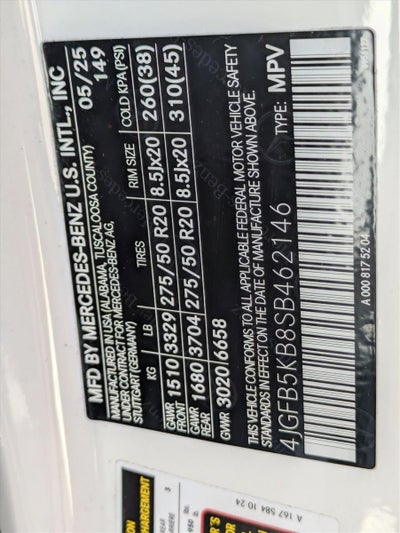 MFD BY MERCEDES-BENZ U.S. INTL., INC
MANUFACTURED IN USA (ALABAMA, TUSCALOOSA COUNTY) 05/25
UNDER CONTRACT FOR MERCEDES-BENZ AG, 149
STUTTGART (GERMANY)
KG LB TIRES RIM SIZE COLD KPA (PSI)
GAWR FRONT 1510 3329 275/50 R20 8.5Jx20 260(38)
GAWR REAR 1680 3704 275/50 R20 8.5Jx20 310(45)
GVWR 3020 6658
THIS VEHICLE CONFORMS TO ALL APPLICABLE FEDERAL MOTOR VEHICLE SAFETY
STANDARDS IN EFFECT ON THE DATE OF MANUFACTURE SHOWN ABOVE.
4JGFB5KB8SB462146 TYPE: MPV
A 000 817 52 04
A 167 584 10 24